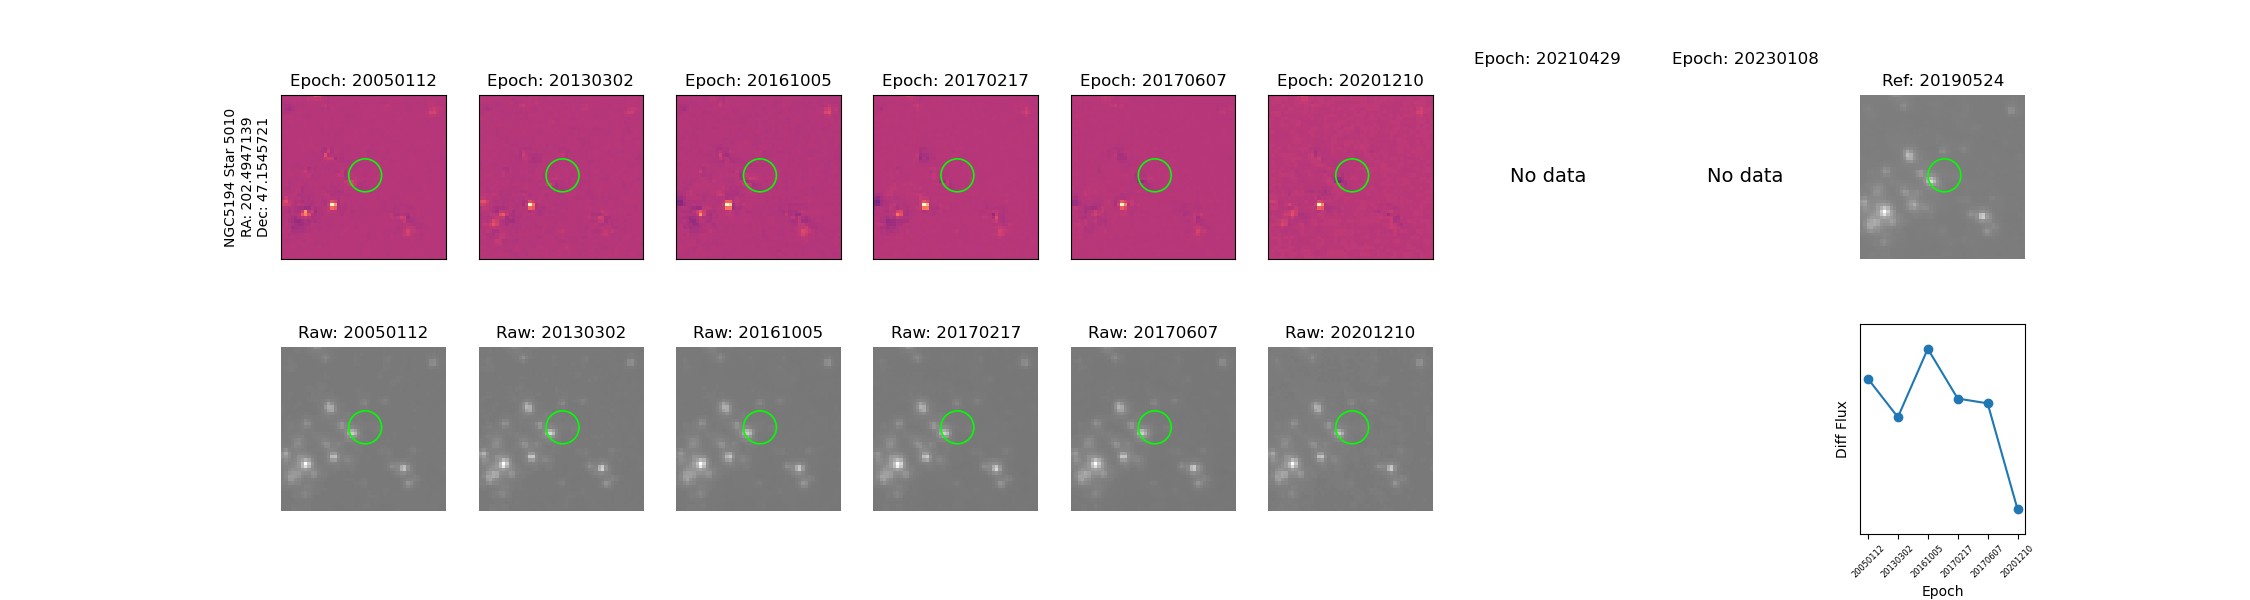 Epoch: 20210429
Epoch: 20230108
Epoch: 20050112
Epoch: 20130302
Epoch: 20161005
Epoch: 20170217
Epoch: 20170607
Epoch: 20201210
Ref: 20190524
NGC5194 Star 5010
RA: 202.4947139
Dec: 47.1545721
No data
No data
Raw: 20050112
Raw: 20130302
Raw: 20161005
Raw: 20170217
Raw: 20170607
Raw: 20201210
Diff Flux
20050112
20130302
20161005
20170217
20170607
20201210
Epoch